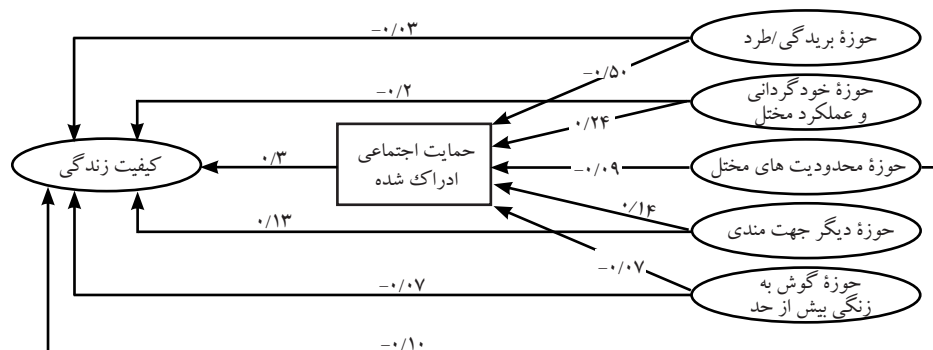 حوزهٔ بریدگی/طرد
-۰/۰۳
-۰/۵۰
حوزهٔ خودگردانی
و عملکرد مختل
-۰/۲
۰/۲۴
حمایت اجتماعی
ادراک شده
کیفیت زندگی
۰/۳
-۰/۰۹
حوزهٔ محدودیت های مختل
۰/۱۴
حوزهٔ دیگر جهت مندی
۰/۱۳
-۰/۰۷
حوزهٔ گوش به
زنگی بیش از حد
-۰/۰۷
-۰/۱۰